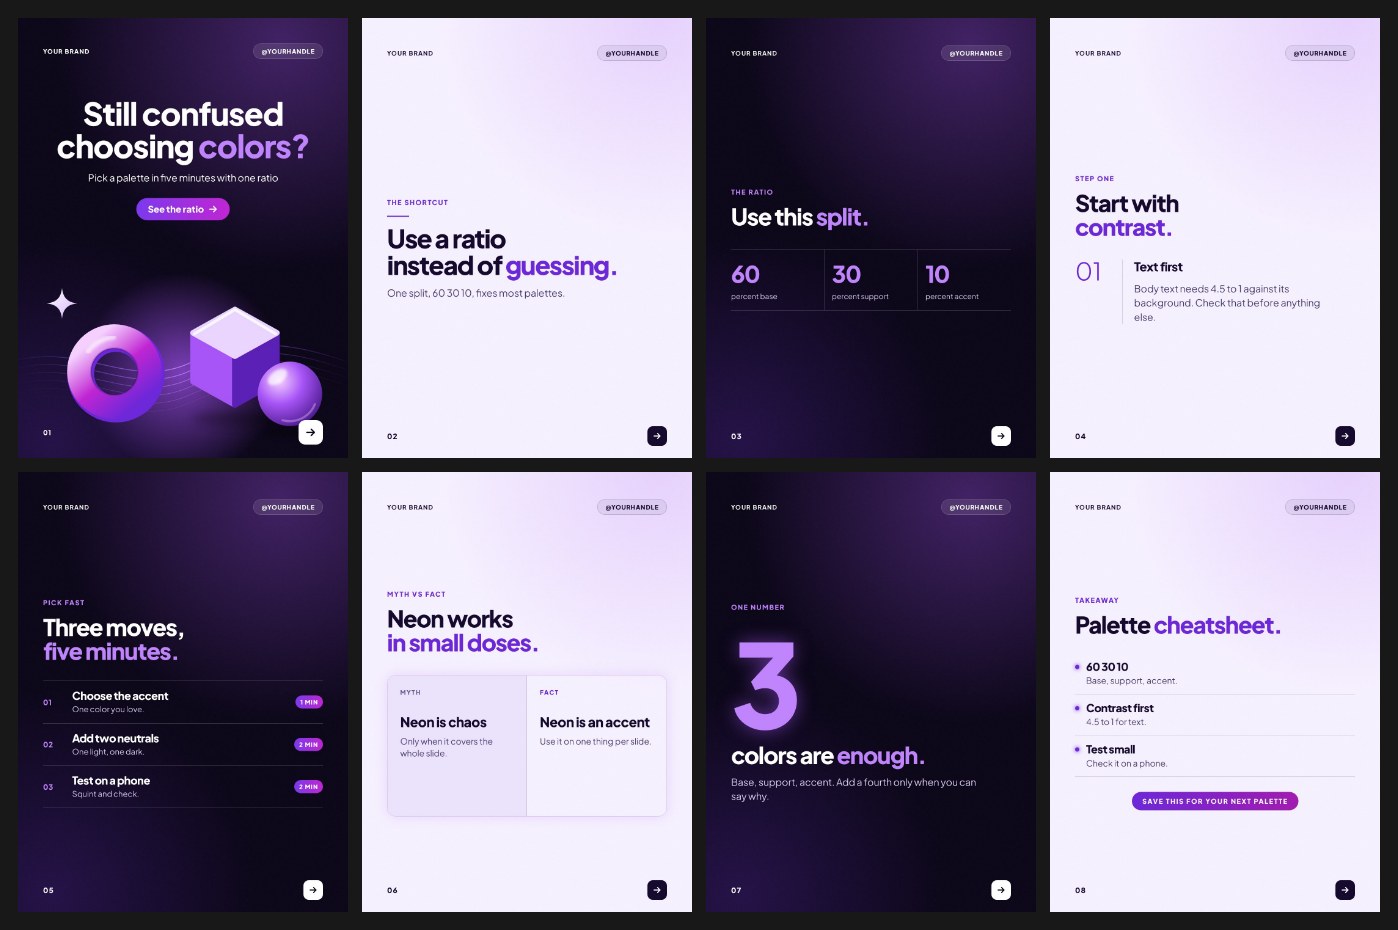 YOUR BRAND
@YOURHANDLE
Still confused
choosing colors?
Pick a palette in five minutes with one ratio
See the ratio →
01
→
YOUR BRAND
@YOURHANDLE
THE SHORTCUT
Use a ratio
instead of guessing.
One split, 60 30 10, fixes most palettes.
02
→
YOUR BRAND
@YOURHANDLE
THE RATIO
Use this split.
60
percent base
30
percent support
10
percent accent
03
→
YOUR BRAND
@YOURHANDLE
STEP ONE
Start with
contrast.
01
Text first
Body text needs 4.5 to 1 against its
background. Check that before anything
else.
04
→
YOUR BRAND
@YOURHANDLE
PICK FAST
Three moves,
five minutes.
01
Choose the accent
One color you love.
1 MIN
02
Add two neutrals
One light, one dark.
2 MIN
03
Test on a phone
Squint and check.
2 MIN
05
→
YOUR BRAND
@YOURHANDLE
MYTH VS FACT
Neon works
in small doses.
MYTH
Neon is chaos
Only when it covers the
whole slide.
FACT
Neon is an accent
Use it on one thing per slide.
06
→
YOUR BRAND
@YOURHANDLE
ONE NUMBER
3
colors are enough.
Base, support, accent. Add a fourth only when you can
say why.
07
→
YOUR BRAND
@YOURHANDLE
TAKEAWAY
Palette cheatsheet.
60 30 10
Base, support, accent.
Contrast first
4.5 to 1 for text.
Test small
Check it on a phone.
SAVE THIS FOR YOUR NEXT PALETTE
08
→